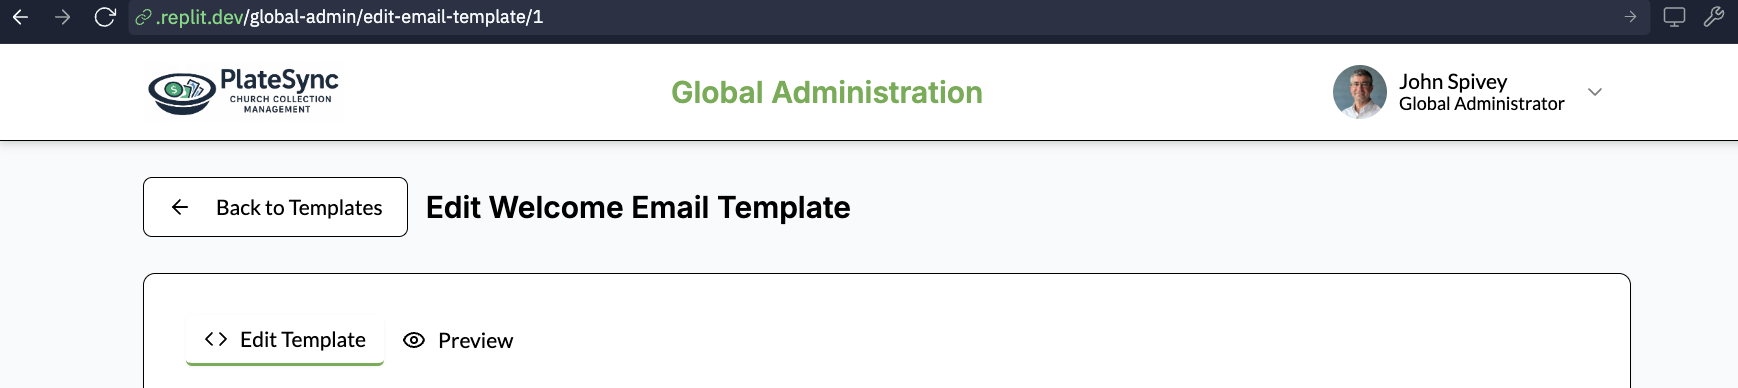 .replit.dev/global-admin/edit-email-template/1
PlateSync
CHURCH COLLECTION
MANAGEMENT
Global Administration
John Spivey
Global Administrator
Back to Templates
Edit Welcome Email Template
Edit Template
Preview